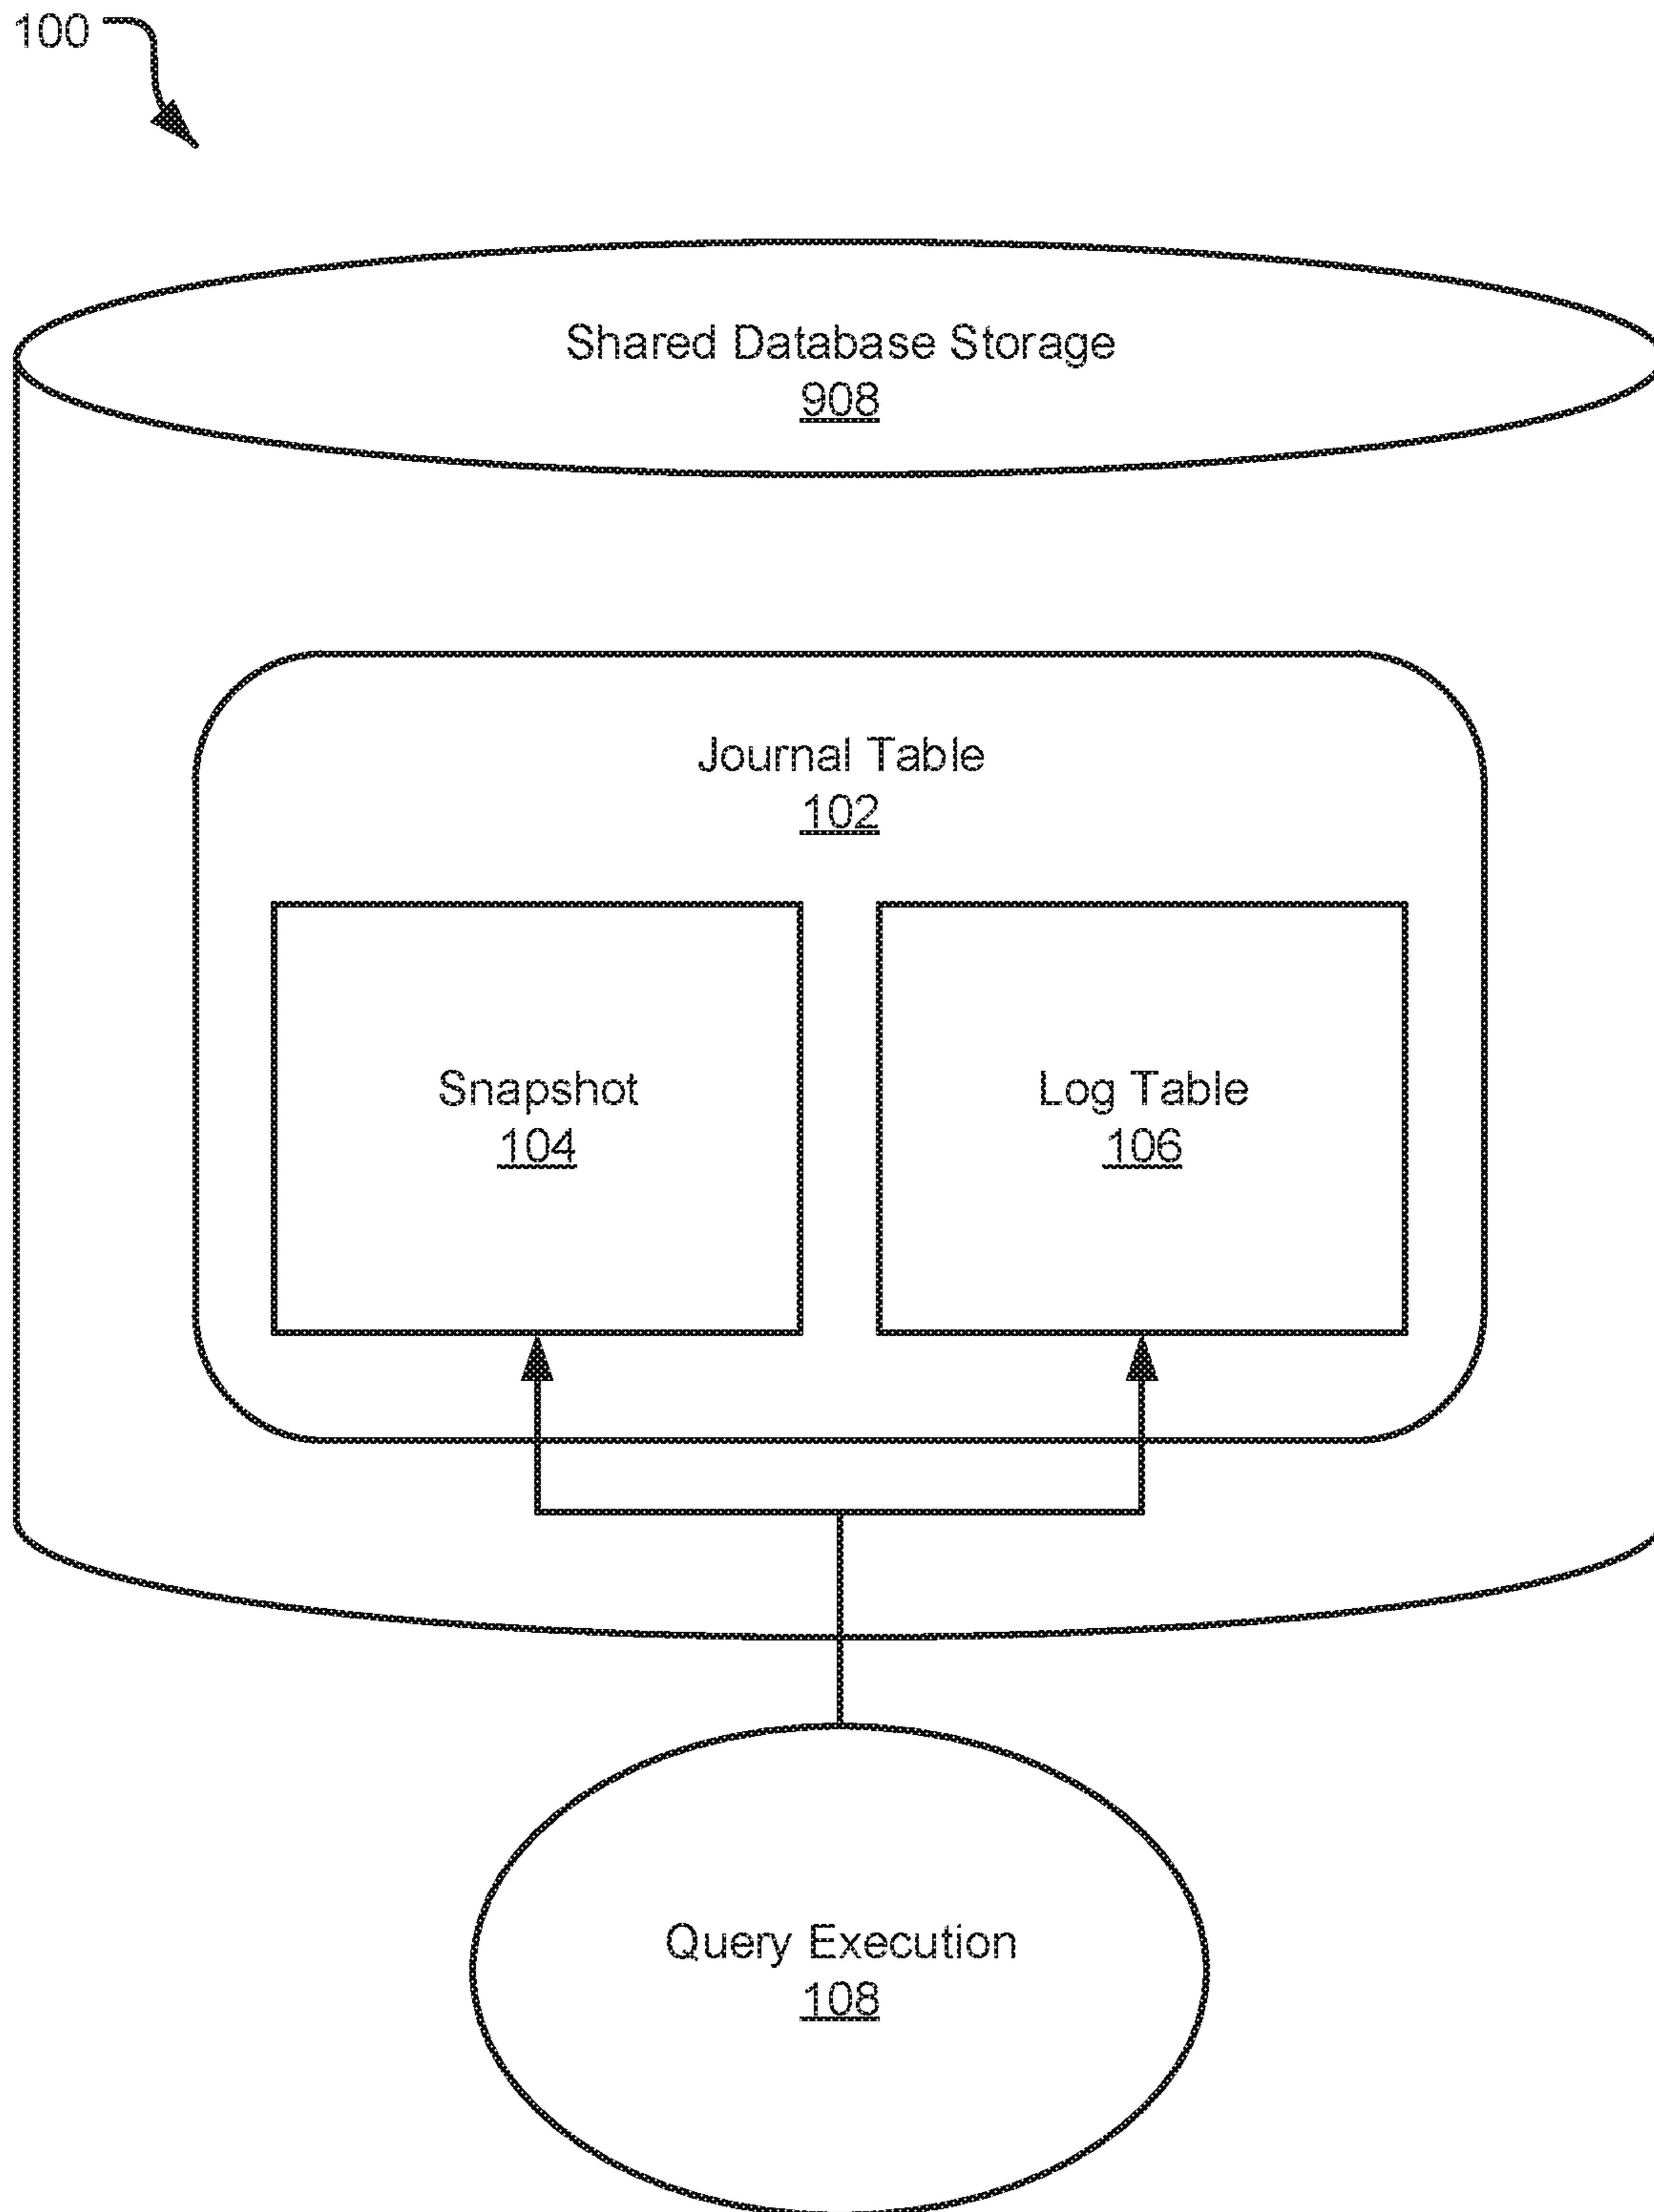 100
Shared Database Storage
908
Journal Table
102
Snapshot
104
Log Table
106
Query Execution
108